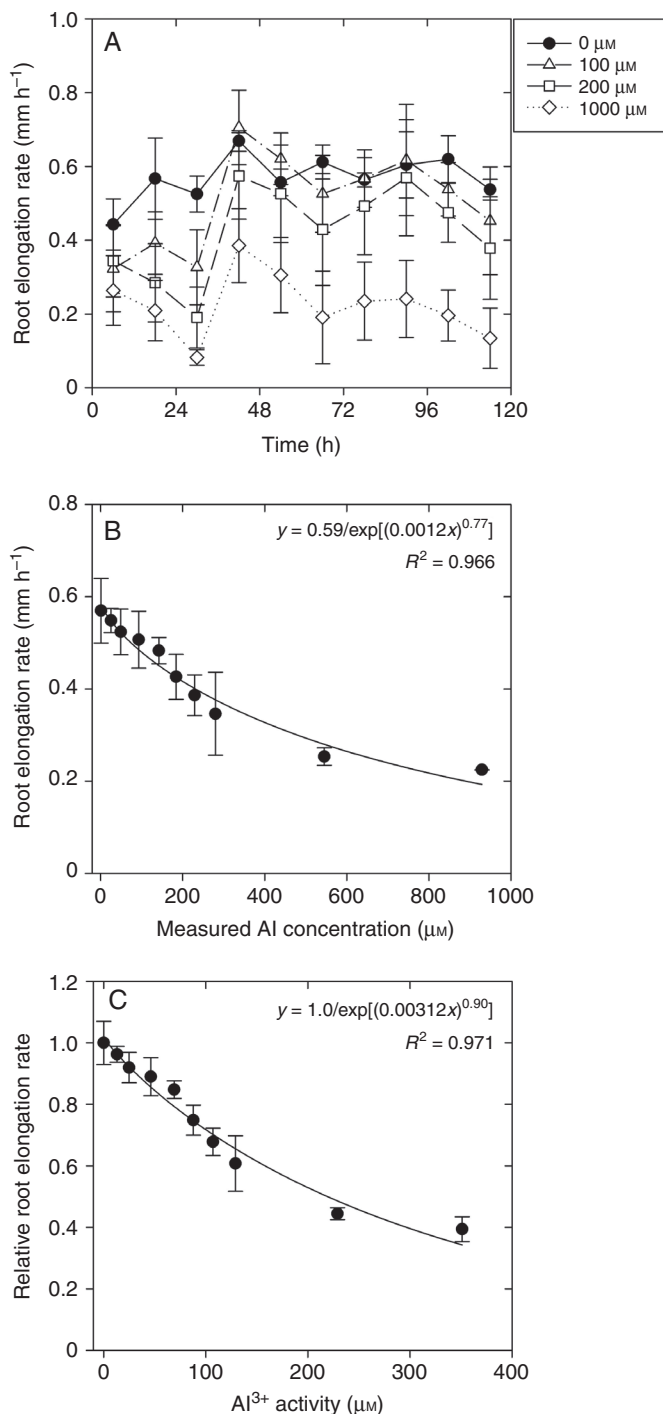 A
Root elongation rate (mm h⁻¹)
1.0
0.8
0.6
0.4
0.2
0
0 24 48 72 96 120
Time (h)
0 μM
100 μM
200 μM
1000 μM
B
y = 0.59/exp[(0.0012x)^0.77]
R² = 0.966
Root elongation rate (mm h⁻¹)
0.8
0.6
0.4
0.2
0
0 200 400 600 800 1000
Measured Al concentration (μM)
C
y = 1.0/exp[(0.00312x)^0.90]
R² = 0.971
Relative root elongation rate
1.2
1.0
0.8
0.6
0.4
0.2
0
0 100 200 300 400
Al³⁺ activity (μM)